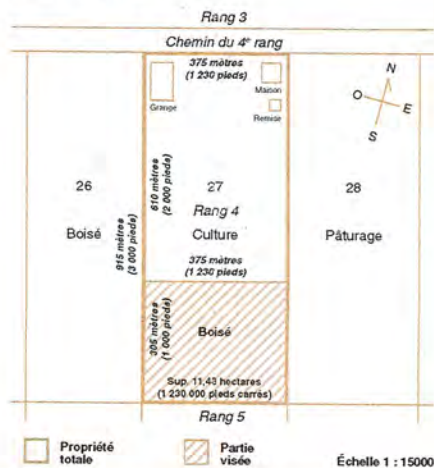 Rang 3
Chemin du 4e rang
375 mètres
(1 230 pieds)
Grange
Maison
Remise
N
O
E
S
610 mètres
(2 000 pieds)
26
27
28
Rang 4
Boisé
Culture
Pâturage
915 mètres
(3 000 pieds)
375 mètres
(1 230 pieds)
305 mètres
(1 000 pieds)
Boisé
Sup. 11,43 hectares
(1 230 000 pieds carrés)
Rang 5
Propriété
totale
Partie
visée
Échelle 1 : 15000